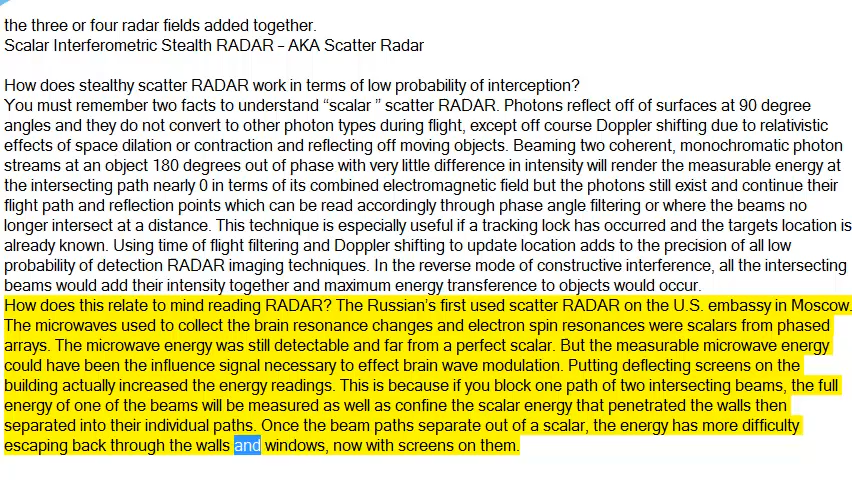 the three or four radar fields added together.
Scalar Interferometric Stealth RADAR – AKA Scatter Radar
How does stealthy scatter RADAR work in terms of low probability of interception?
You must remember two facts to understand “scalar ” scatter RADAR. Photons reflect off of surfaces at 90 degree
angles and they do not convert to other photon types during flight, except off course Doppler shifting due to relativistic
effects of space dilation or contraction and reflecting off moving objects. Beaming two coherent, monochromatic photon
streams at an object 180 degrees out of phase with very little difference in intensity will render the measurable energy at
the intersecting path nearly 0 in terms of its combined electromagnetic field but the photons still exist and continue their
flight path and reflection points which can be read accordingly through phase angle filtering or where the beams no
longer intersect at a distance. This technique is especially useful if a tracking lock has occurred and the targets location is
already known. Using time of flight filtering and Doppler shifting to update location adds to the precision of all low
probability of detection RADAR imaging techniques. In the reverse mode of constructive interference, all the intersecting
beams would add their intensity together and maximum energy transference to objects would occur.
How does this relate to mind reading RADAR? The Russian’s first used scatter RADAR on the U.S. embassy in Moscow.
The microwaves used to collect the brain resonance changes and electron spin resonances were scalars from phased
arrays. The microwave energy was still detectable and far from a perfect scalar. But the measurable microwave energy
could have been the influence signal necessary to effect brain wave modulation. Putting deflecting screens on the
building actually increased the energy readings. This is because if you block one path of two intersecting beams, the full
energy of one of the beams will be measured as well as confine the scalar energy that penetrated the walls then
separated into their individual paths. Once the beam paths separate out of a scalar, the energy has more difficulty
escaping back through the walls and windows, now with screens on them.